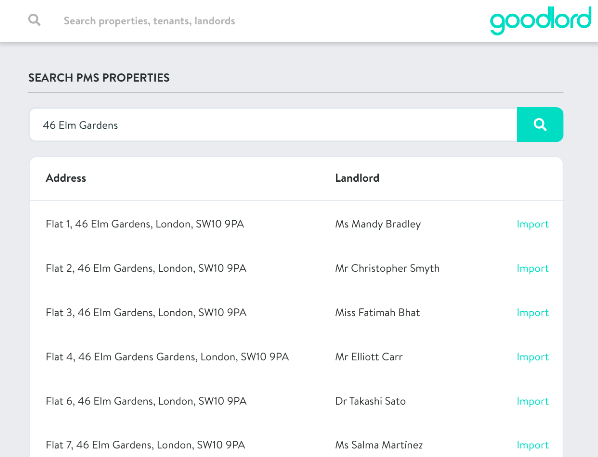 Search properties, tenants, landords
goodlord
SEARCH PMS PROPERTIES
46 Elm Gardens
Address Landlord
Flat 1, 46 Elm Gardens, London, SW10 9PA Ms Mandy Bradley Import
Flat 2, 46 Elm Gardens, London, SW10 9PA Mr Christopher Smyth Import
Flat 3, 46 Elm Gardens, London, SW10 9PA Miss Fatimah Bhat Import
Flat 4, 46 Elm Gardens Gardens, London, SW10 9PA Mr Elliott Carr Import
Flat 6, 46 Elm Gardens, London, SW10 9PA Dr Takashi Sato Import
Flat 7, 46 Elm Gardens, London, SW10 9PA Ms Salma Martínez Import